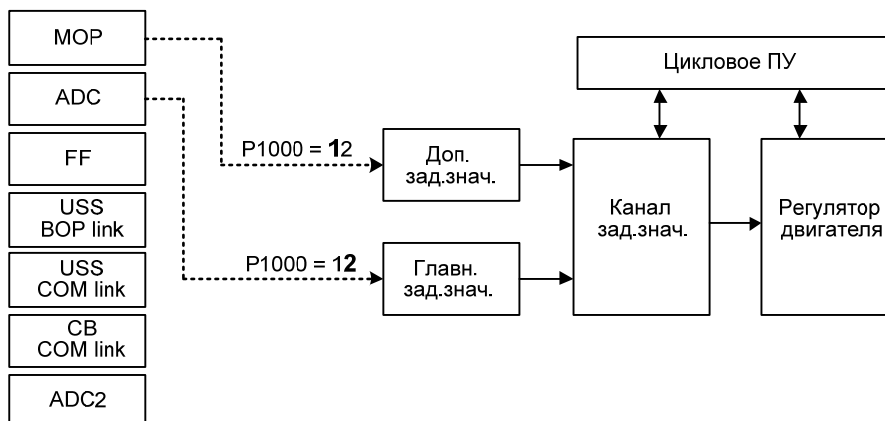 MOP
ADC
FF
USS
BOP link
USS
COM link
CB
COM link
ADC2
P1000 = 12
P1000 = 12
Доп.
зад.знач.
Главн.
зад.знач.
Цикловое ПУ
Канал
зад.знач.
Регулятор
двигателя